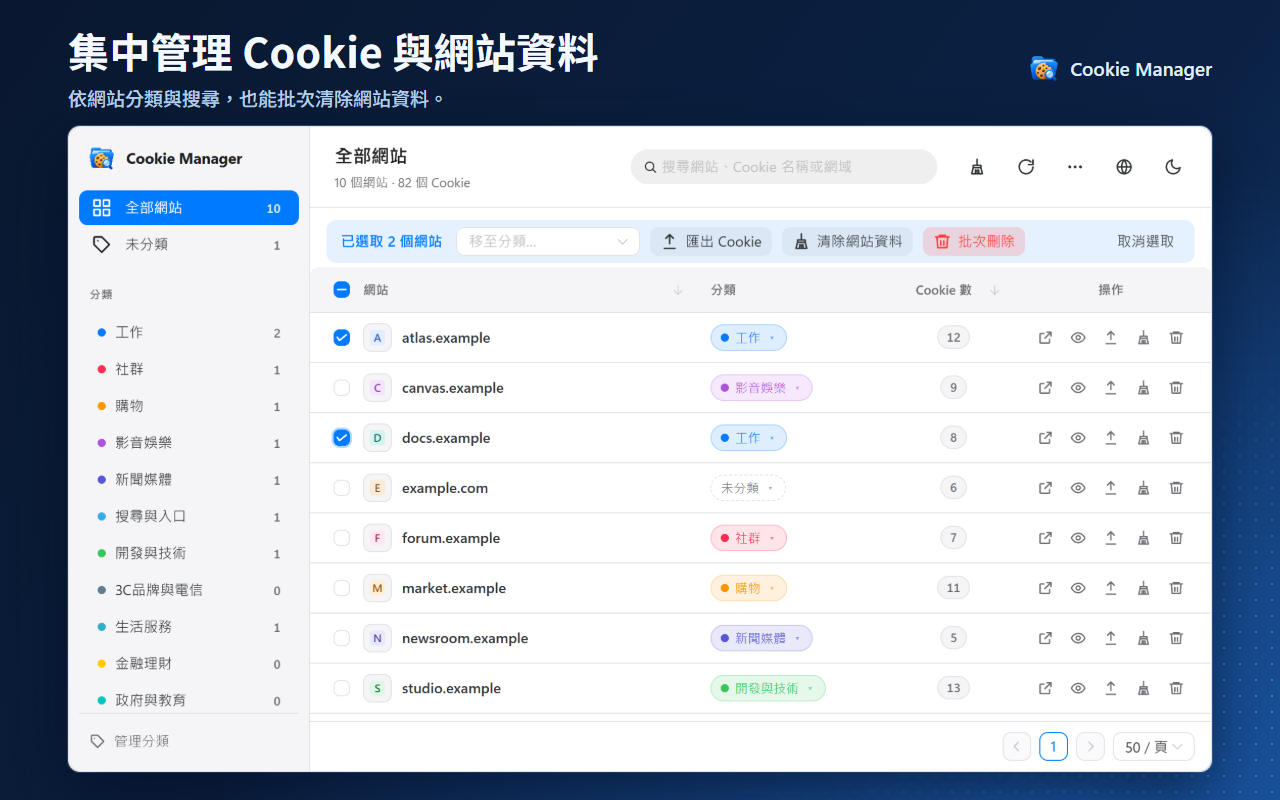 集中管理 Cookie 與網站資料
依網站分類與搜尋，也能批次清除網站資料。
Cookie Manager
Cookie Manager
全部網站 10
未分類 1
分類
工作 2
社群 1
購物 1
影音娛樂 1
新聞媒體 1
搜尋與入口 1
開發與技術 1
3C品牌與電信 0
生活服務 1
金融理財 0
政府與教育 0
管理分類
全部網站
10 個網站 · 82 個 Cookie
搜尋網站、Cookie 名稱或網域
已選取 2 個網站 移至分類... 匯出 Cookie 清除網站資料 批次刪除 取消選取
網站 分類 Cookie 數 操作
A atlas.example 工作 12
C canvas.example 影音娛樂 9
D docs.example 工作 8
E example.com 未分類 6
F forum.example 社群 7
M market.example 購物 11
N newsroom.example 新聞媒體 5
S studio.example 開發與技術 13
1 50 / 頁